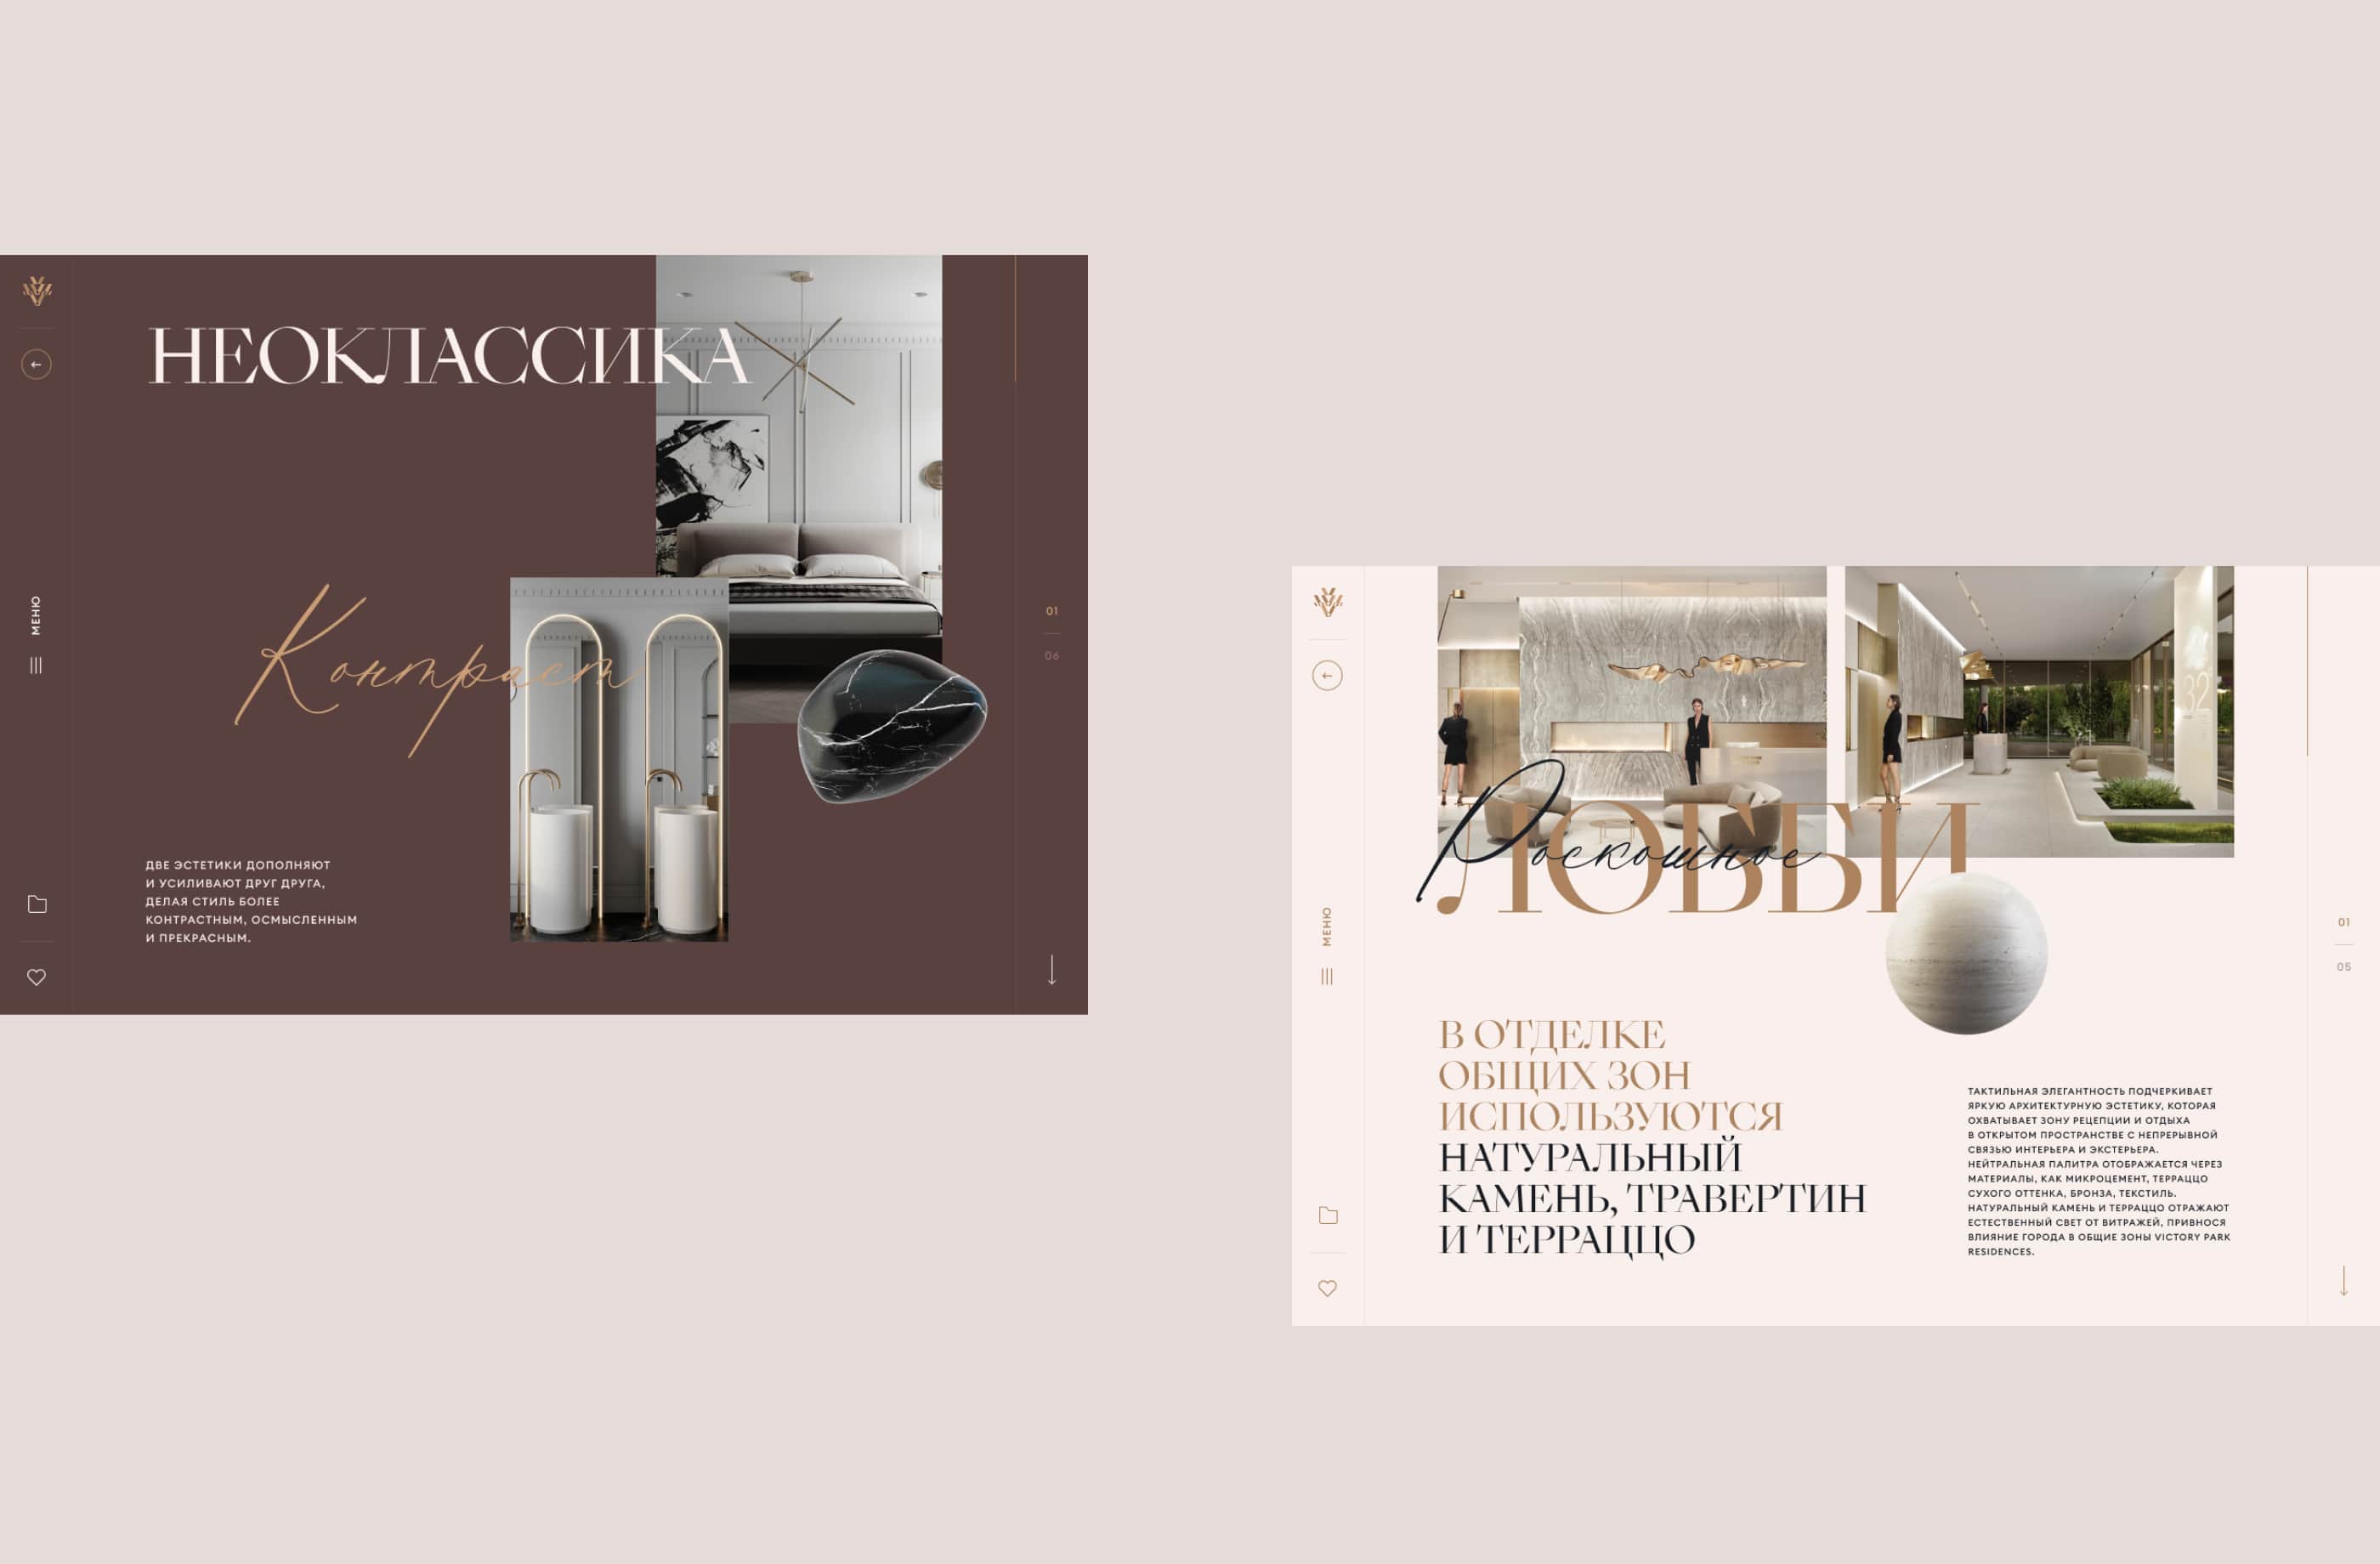 НЕОКЛАССИКА
МЕНЮ
Контраст
01
06
ДВЕ ЭСТЕТИКИ ДОПОЛНЯЮТ
И УСИЛИВАЮТ ДРУГ ДРУГА,
ДЕЛАЯ СТИЛЬ БОЛЕЕ
КОНТРАСТНЫМ, ОСМЫСЛЕННЫМ
И ПРЕКРАСНЫМ.
32
Роскошное
ЛОББИ
МЕНЮ
01
05
В ОТДЕЛКЕ
ОБЩИХ ЗОН
ИСПОЛЬЗУЮТСЯ
НАТУРАЛЬНЫЙ
КАМЕНЬ, ТРАВЕРТИН
И ТЕРРАЦЦО
ТАКТИЛЬНАЯ ЭЛЕГАНТНОСТЬ ПОДЧЕРКИВАЕТ
ЯРКУЮ АРХИТЕКТУРНУЮ ЭСТЕТИКУ, КОТОРАЯ
ОХВАТЫВАЕТ ЗОНУ РЕЦЕПЦИИ И ОТДЫХА
В ОТКРЫТОМ ПРОСТРАНСТВЕ С НЕПРЕРЫВНОЙ
СВЯЗЬЮ ИНТЕРЬЕРА И ЭКСТЕРЬЕРА.
НЕЙТРАЛЬНАЯ ПАЛИТРА ОТОБРАЖАЕТСЯ ЧЕРЕЗ
МАТЕРИАЛЫ, КАК МИКРОЦЕМЕНТ, ТЕРРАЦЦО
СУХОГО ОТТЕНКА, БРОНЗА, ТЕКСТИЛЬ.
НАТУРАЛЬНЫЙ КАМЕНЬ И ТЕРРАЦЦО ОТРАЖАЮТ
ЕСТЕСТВЕННЫЙ СВЕТ ОТ ВИТРАЖЕЙ, ПРИВНОСЯ
ВЛИЯНИЕ ГОРОДА В ОБЩИЕ ЗОНЫ VICTORY PARK
RESIDENCES.